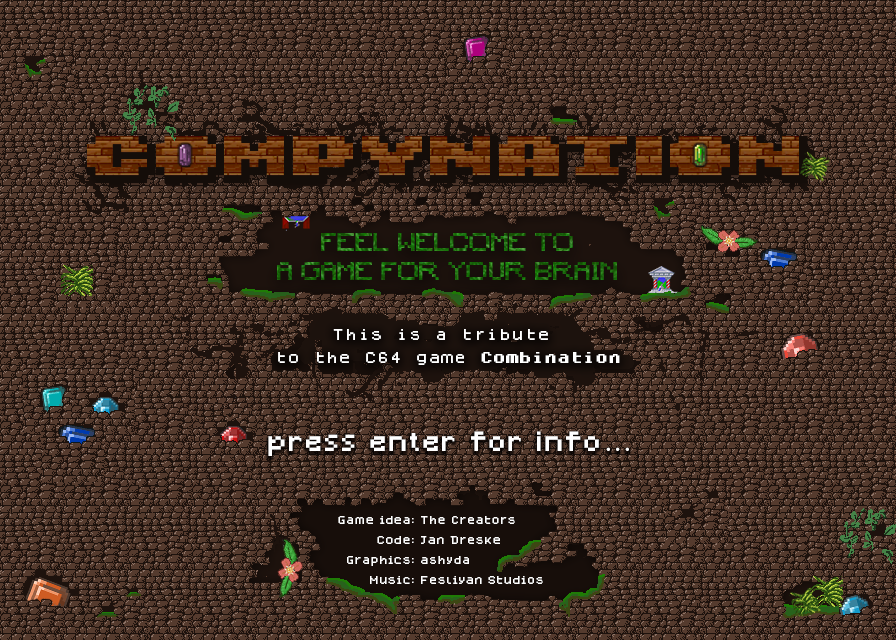 COMPYNATION
FEEL WELCOME TO
A GAME FOR YOUR BRAIN
This is a tribute
to the C64 game Combination
press enter for info...
Game idea: The Creators
Code: Jan Dreske
Graphics: ashyda
Music: Fesliyan Studios